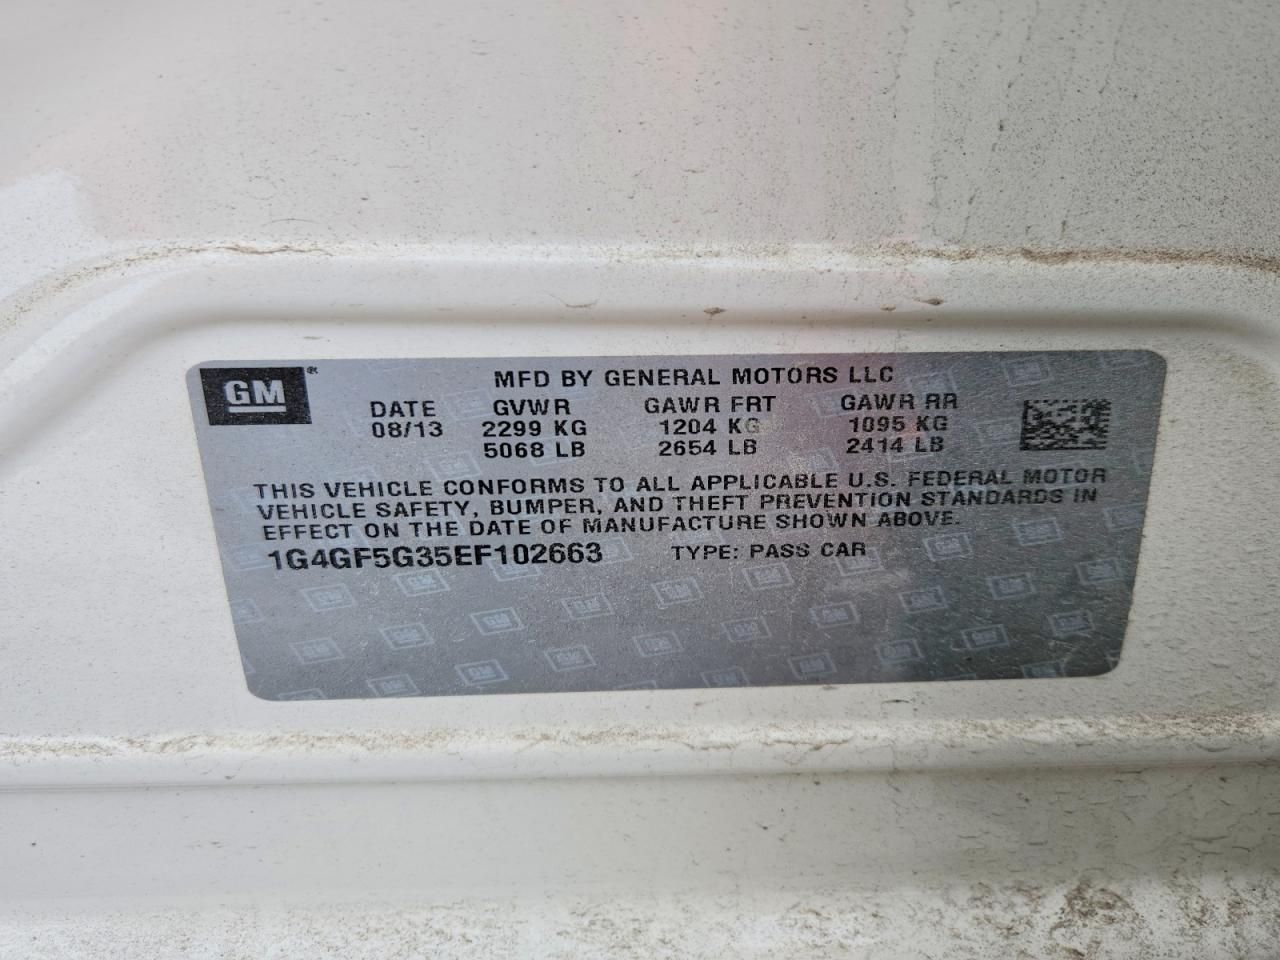 GM®
MFD BY GENERAL MOTORS LLC
DATE GVWR GAWR FRT GAWR RR
08/13 2299 KG 1204 KG 1095 KG
5068 LB 2654 LB 2414 LB
THIS VEHICLE CONFORMS TO ALL APPLICABLE U.S. FEDERAL MOTOR
VEHICLE SAFETY, BUMPER, AND THEFT PREVENTION STANDARDS IN
EFFECT ON THE DATE OF MANUFACTURE SHOWN ABOVE.
1G4GF5G35EF102663 TYPE: PASS CAR